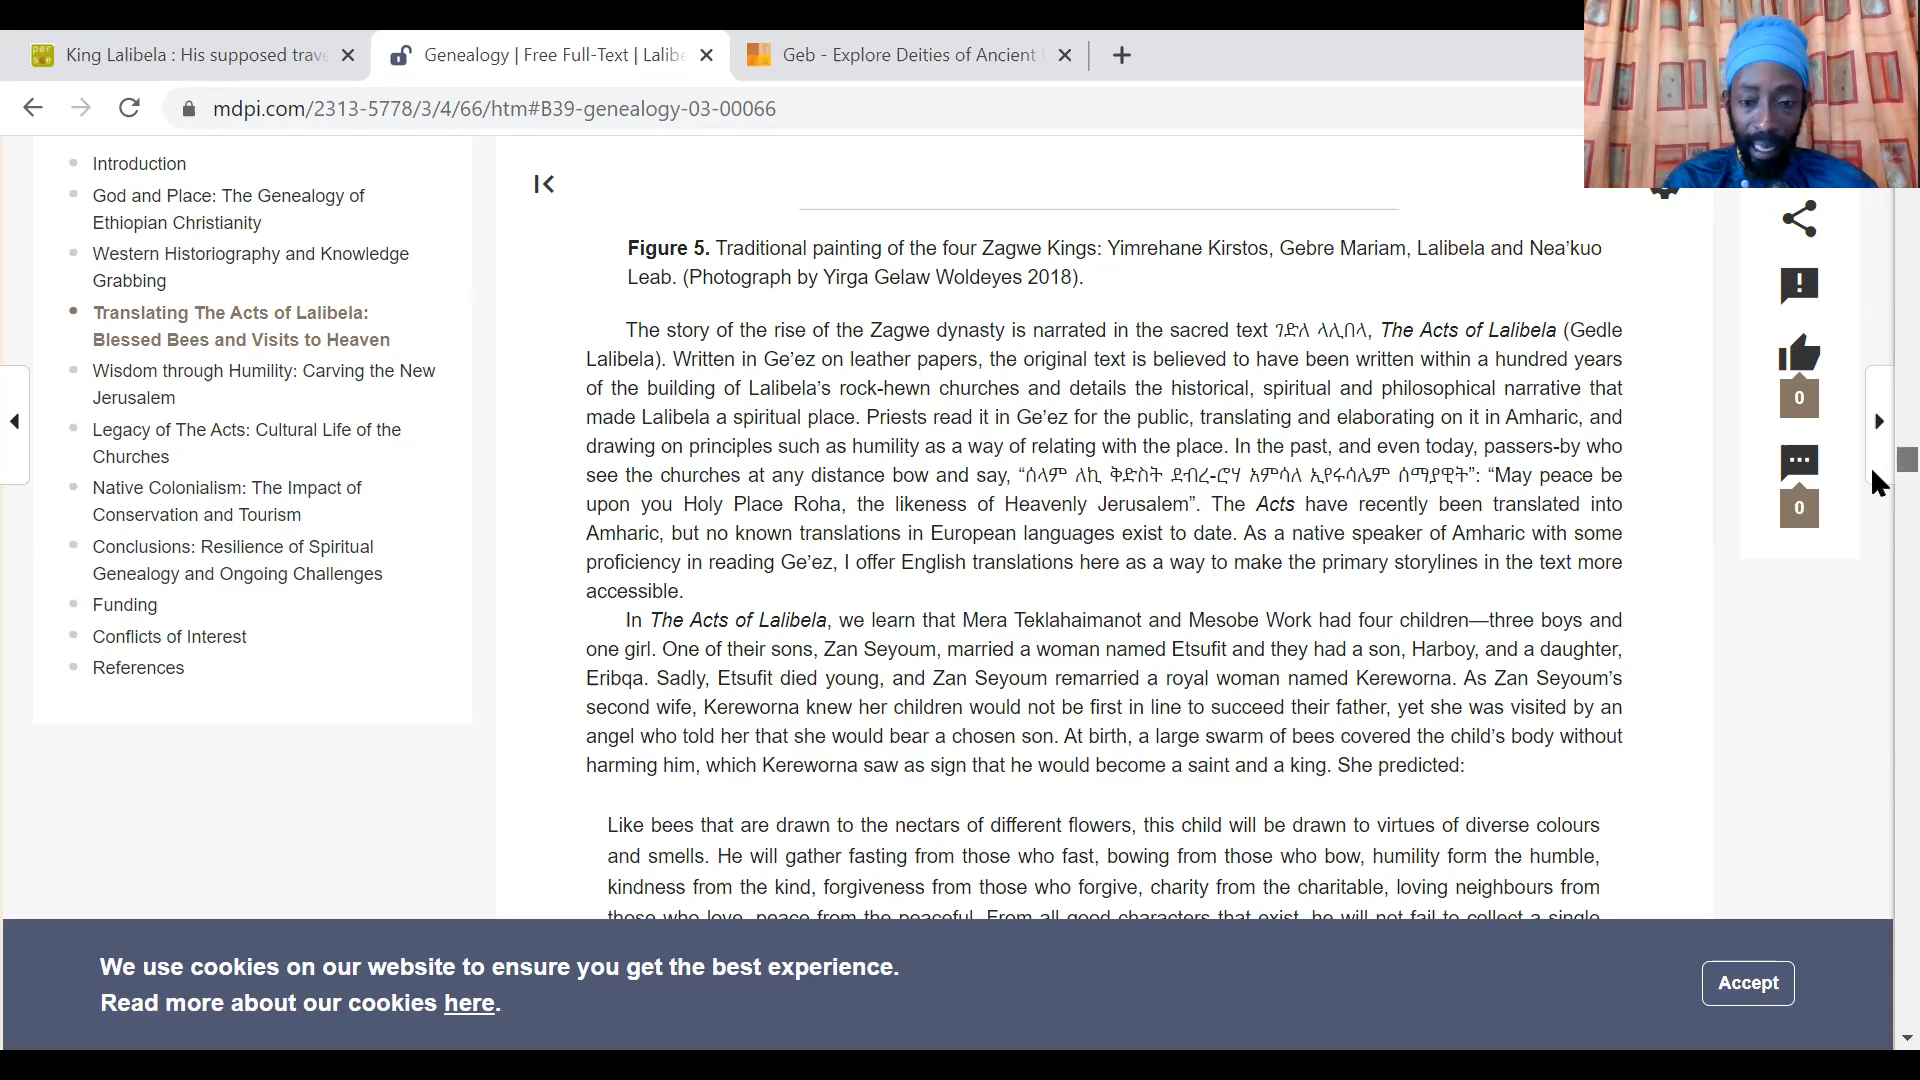 King Lalibela : His supposed trave
Genealogy | Free Full-Text | Lalibe
Geb - Explore Deities of Ancient
mdpi.com/2313-5778/3/4/66/htm#B39-genealogy-03-00066
Introduction
God and Place: The Genealogy of
Ethiopian Christianity
Western Historiography and Knowledge
Grabbing
Translating The Acts of Lalibela:
Blessed Bees and Visits to Heaven
Wisdom through Humility: Carving the New
Jerusalem
Legacy of The Acts: Cultural Life of the
Churches
Native Colonialism: The Impact of
Conservation and Tourism
Conclusions: Resilience of Spiritual
Genealogy and Ongoing Challenges
Funding
Conflicts of Interest
References
Figure 5. Traditional painting of the four Zagwe Kings: Yimrehane Kirstos, Gebre Mariam, Lalibela and Nea’kuo
Leab. (Photograph by Yirga Gelaw Woldeyes 2018).
The story of the rise of the Zagwe dynasty is narrated in the sacred text ገድለ ላሊበላ, The Acts of Lalibela (Gedle
Lalibela). Written in Ge’ez on leather papers, the original text is believed to have been written within a hundred years
of the building of Lalibela’s rock-hewn churches and details the historical, spiritual and philosophical narrative that
made Lalibela a spiritual place. Priests read it in Ge’ez for the public, translating and elaborating on it in Amharic, and
drawing on principles such as humility as a way of relating with the place. In the past, and even today, passers-by who
see the churches at any distance bow and say, “ሰላም ለኪ ቅድስት ደብረ-ሮሃ አምሳለ ኢየሩሳሌም ሰማያዊት”: “May peace be
upon you Holy Place Roha, the likeness of Heavenly Jerusalem”. The Acts have recently been translated into
Amharic, but no known translations in European languages exist to date. As a native speaker of Amharic with some
proficiency in reading Ge’ez, I offer English translations here as a way to make the primary storylines in the text more
accessible.
In The Acts of Lalibela, we learn that Mera Teklahaimanot and Mesobe Work had four children—three boys and
one girl. One of their sons, Zan Seyoum, married a woman named Etsufit and they had a son, Harboy, and a daughter,
Eribqa. Sadly, Etsufit died young, and Zan Seyoum remarried a royal woman named Kereworna. As Zan Seyoum’s
second wife, Kereworna knew her children would not be first in line to succeed their father, yet she was visited by an
angel who told her that she would bear a chosen son. At birth, a large swarm of bees covered the child’s body without
harming him, which Kereworna saw as sign that he would become a saint and a king. She predicted:
Like bees that are drawn to the nectars of different flowers, this child will be drawn to virtues of diverse colours
and smells. He will gather fasting from those who fast, bowing from those who bow, humility form the humble,
kindness from the kind, forgiveness from those who forgive, charity from the charitable, loving neighbours from
those who love, peace from the peaceful. From all good characters that exist, he will not fail to collect a single
0
0
We use cookies on our website to ensure you get the best experience.
Read more about our cookies here.
Accept